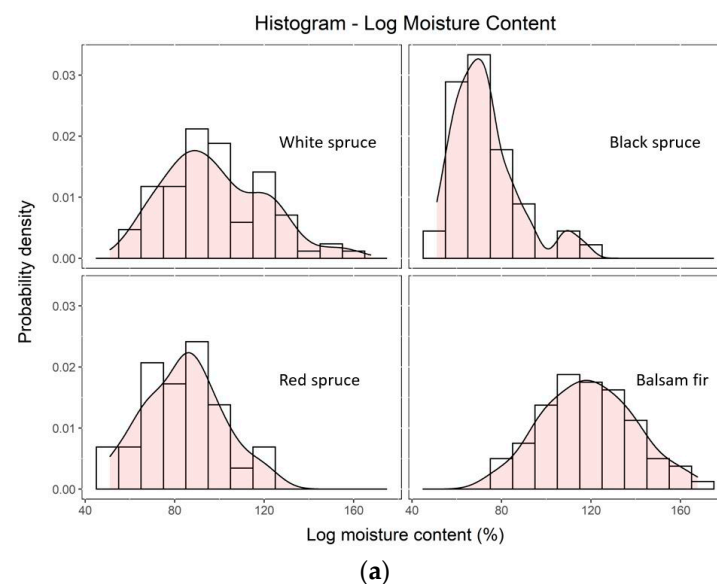 Histogram - Log Moisture Content
White spruce
Black spruce
Red spruce
Balsam fir
Probability density
0.03
0.02
0.01
0.00
0.03
0.02
0.01
0.00
40 80 120 160 40 80 120 160
Log moisture content (%)
(a)